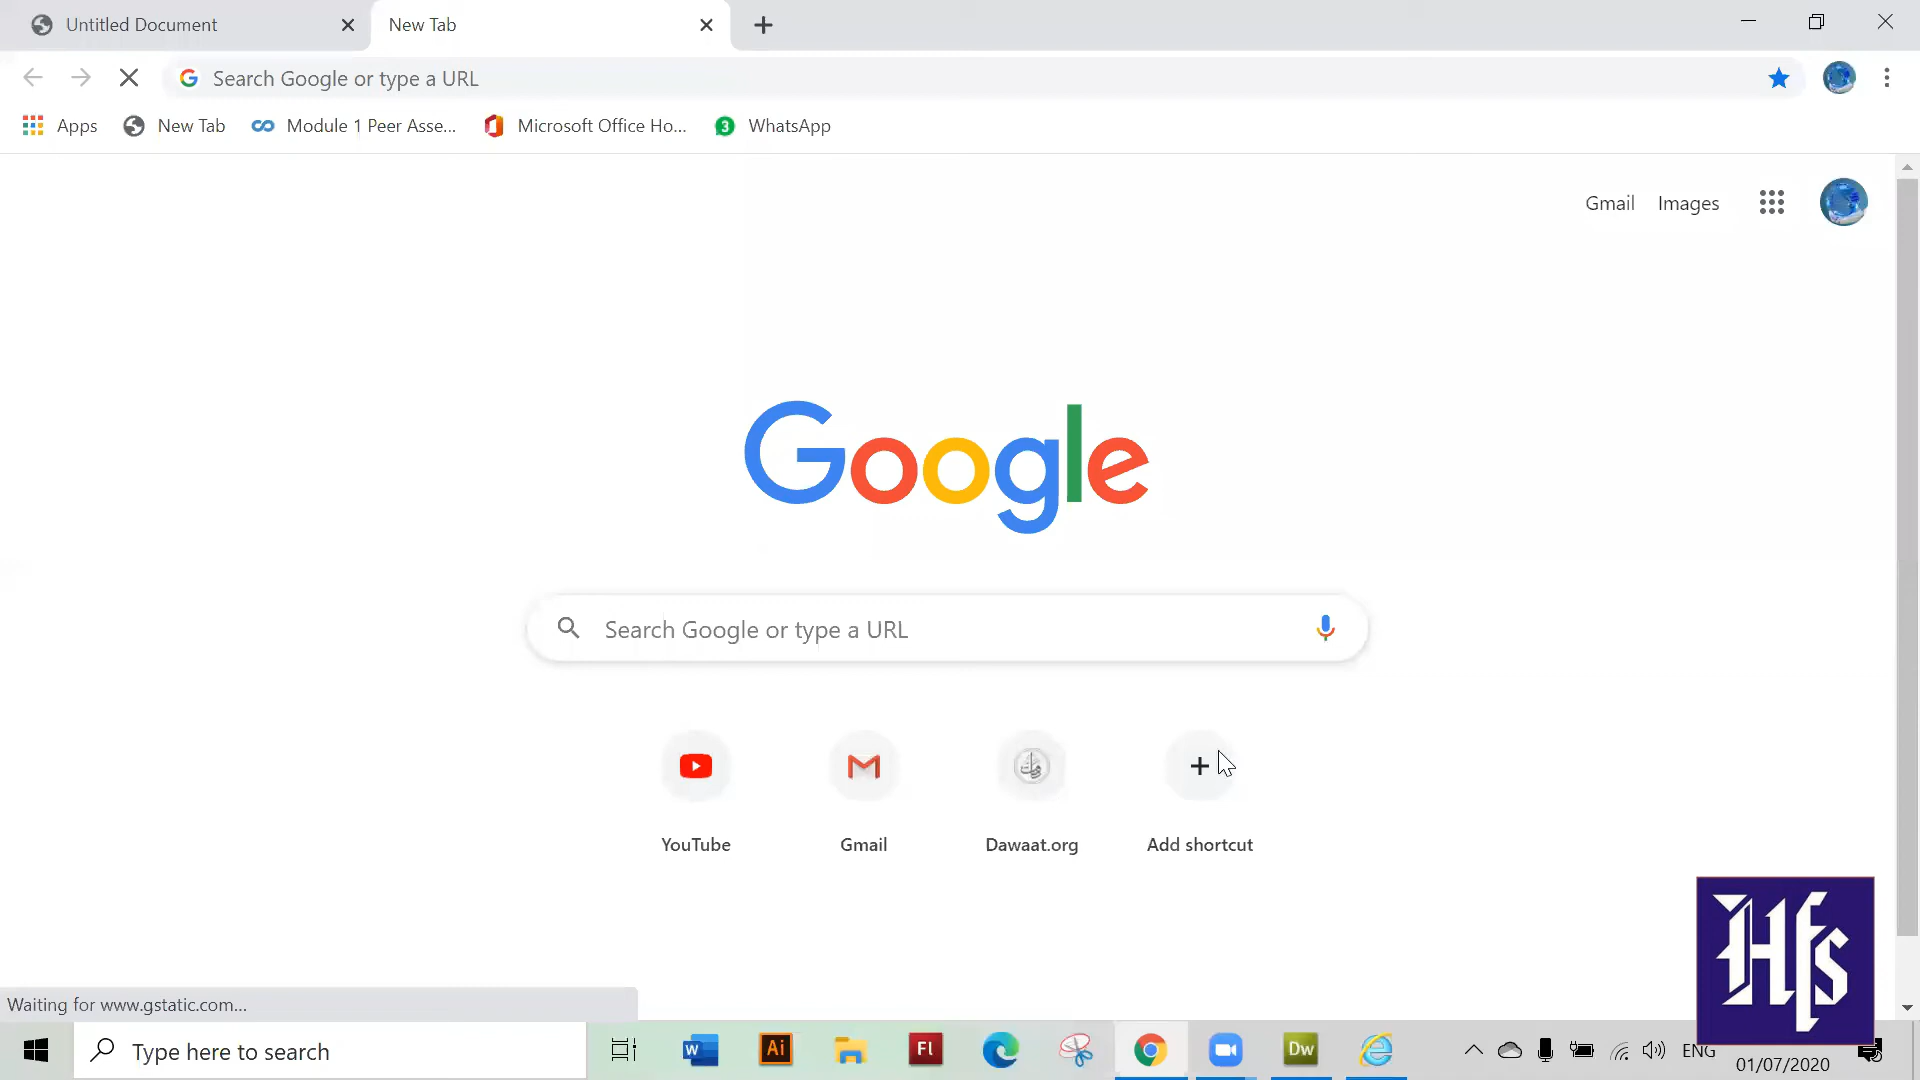 Untitled Document
New Tab
Search Google or type a URL
Apps
New Tab
Module 1 Peer Asse...
Microsoft Office Ho...
3
WhatsApp
Gmail
Images
Google
Search Google or type a URL
YouTube
Gmail
Dawaat.org
Add shortcut
Hfs
Waiting for www.gstatic.com...
Type here to search
W
Ai
Fl
Dw
ENG
01/07/2020